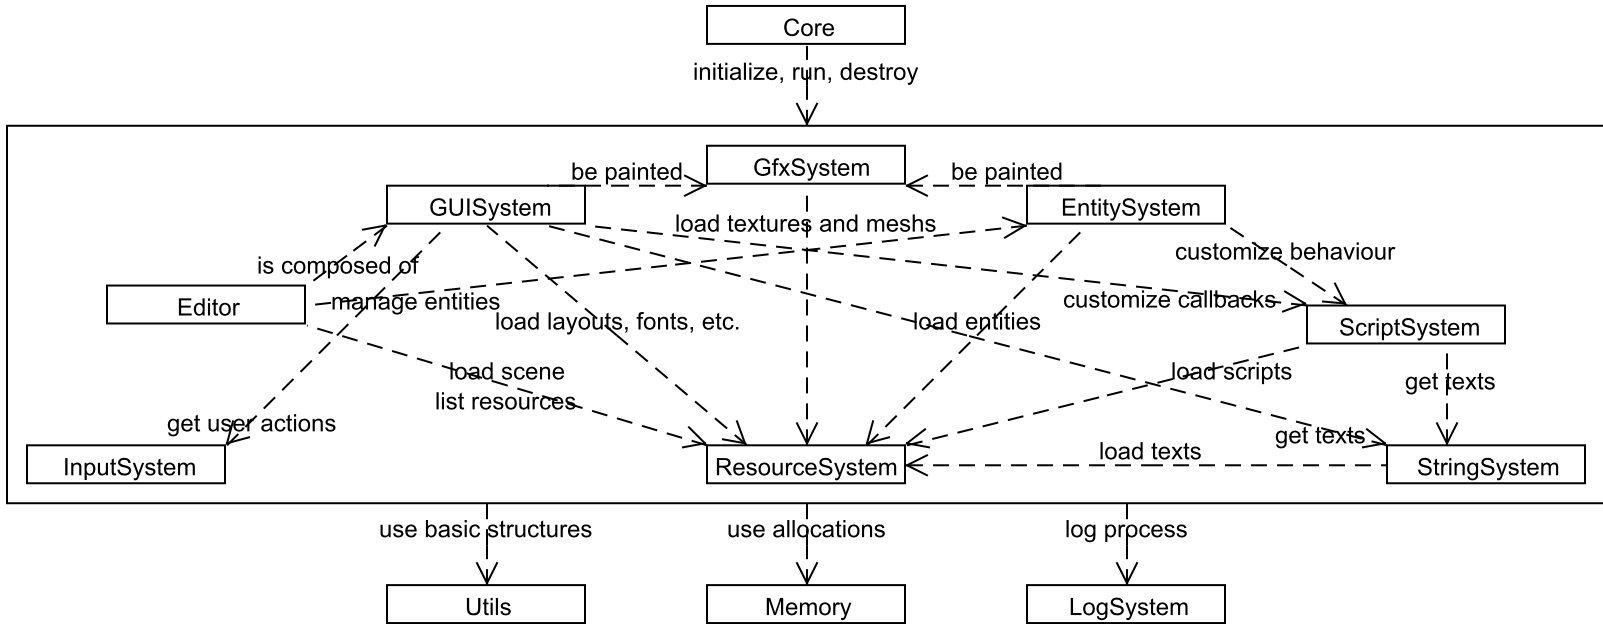 Core
initialize, run, destroy
GfxSystem
be painted
be painted
GUISystem
EntitySystem
load textures and meshs
customize behaviour
is composed of
Editor
manage entities
customize callbacks
load layouts, fonts, etc.
load entities
ScriptSystem
load scene
list resources
load scripts
get texts
get user actions
get texts
load texts
InputSystem
ResourceSystem
StringSystem
use basic structures
use allocations
log process
Utils
Memory
LogSystem